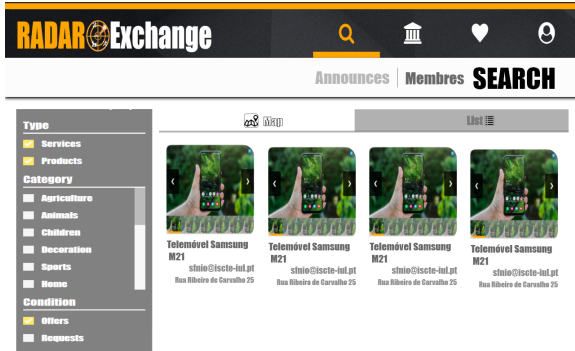 RADAR Exchange
Announces | Membres SEARCH
Type
Services
Products
Category
Agriculture
Animals
Children
Decoration
Sports
Home
Condition
Offers
Requests
Map
List
Telemóvel Samsung M21
sfnio@iscte-iul.pt
Rua Ribeiro de Carvalho 25
Telemóvel Samsung M21
sfnio@iscte-iul.pt
Rua Ribeiro de Carvalho 25
Telemóvel Samsung M21
sfnio@iscte-iul.pt
Rua Ribeiro de Carvalho 25
Telemóvel Samsung M21
sfnio@iscte-iul.pt
Rua Ribeiro de Carvalho 25